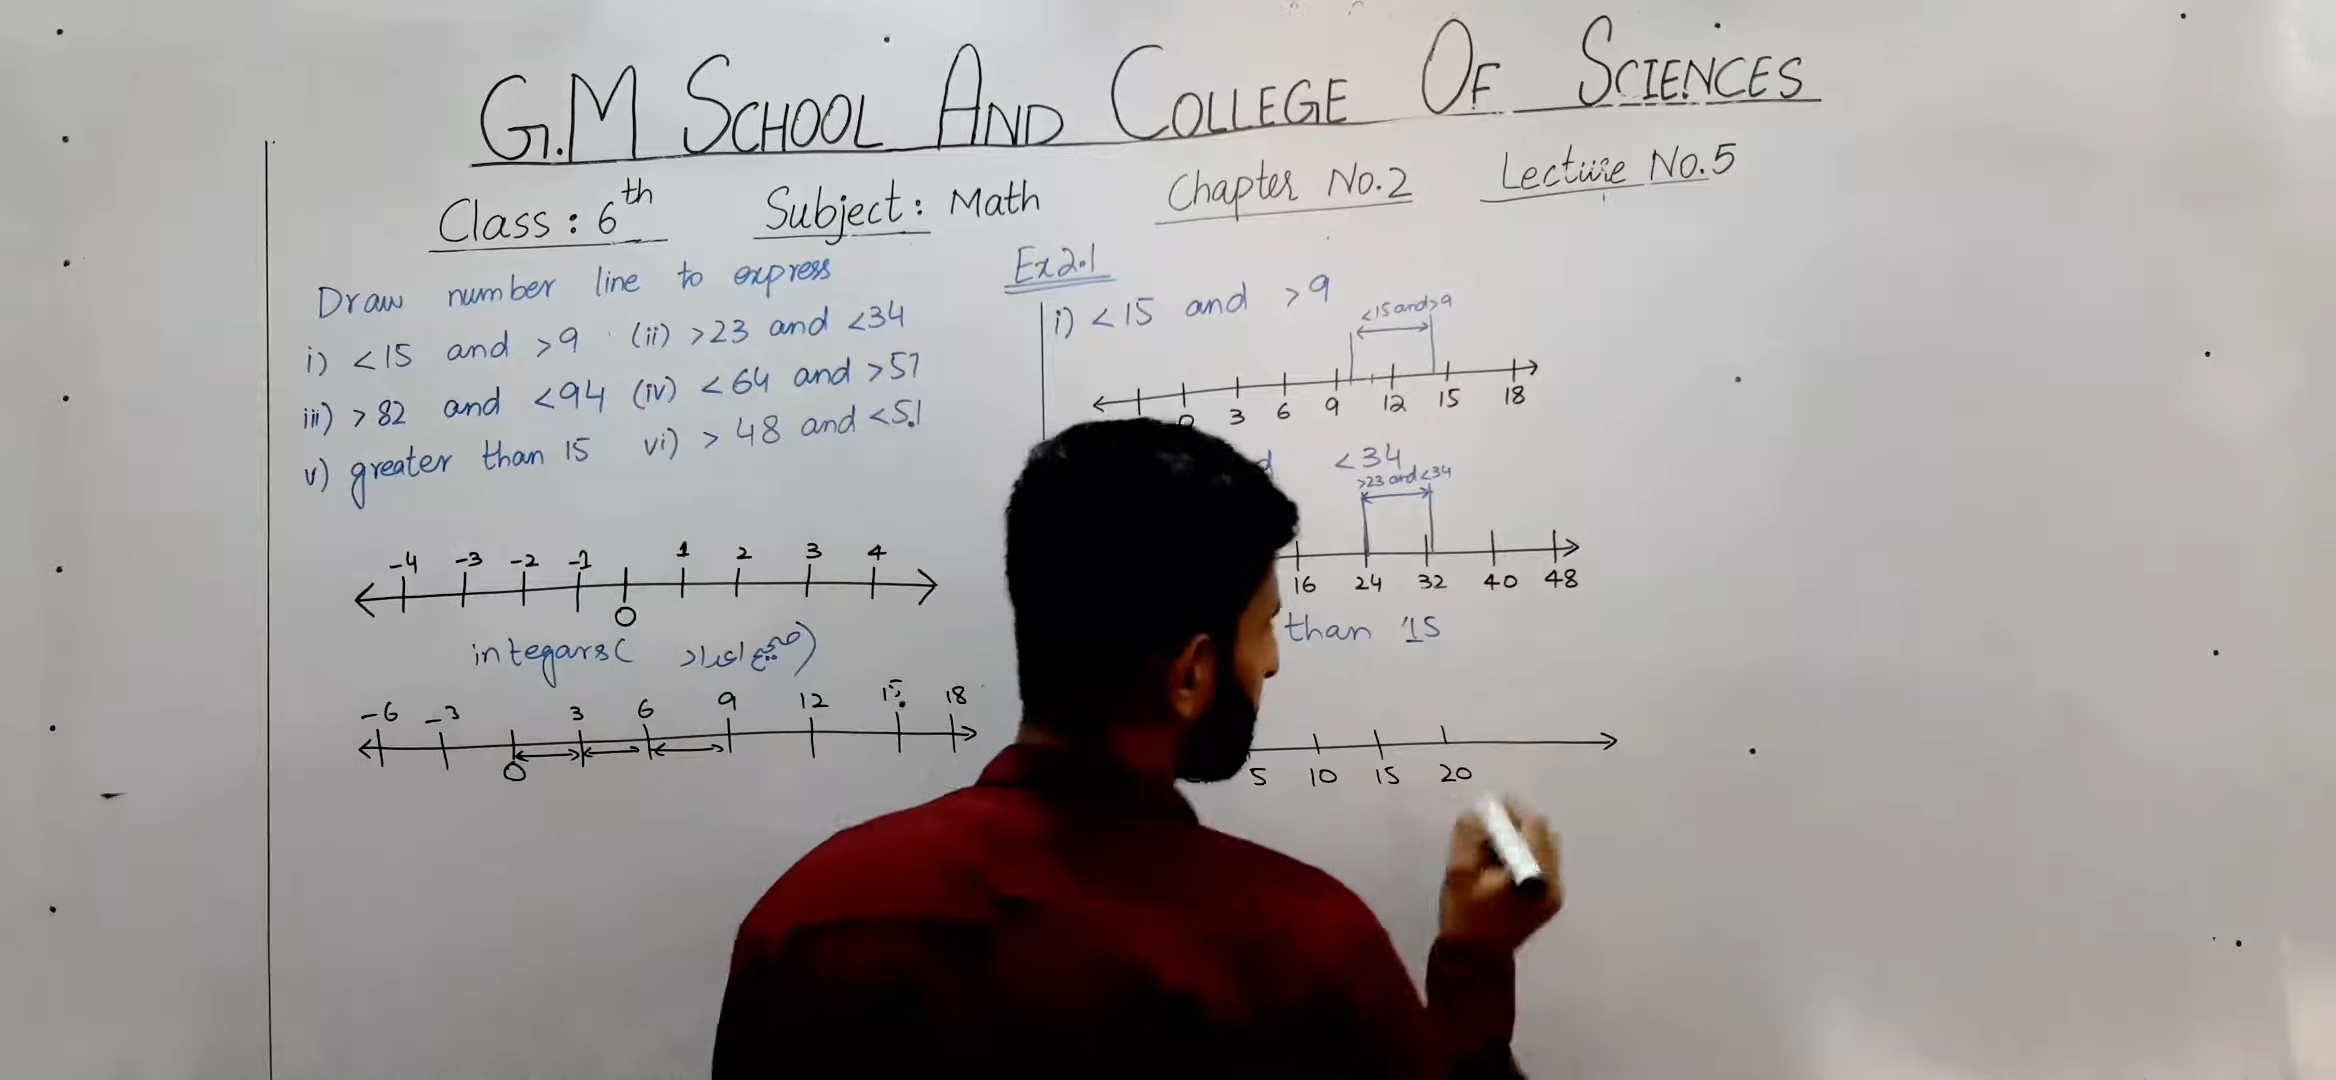 G.M SCHOOL AND COLLEGE OF SCIENCES
Class: 6th Subject: Math Chapter No.2 Lecture No.5
Draw number line to express
i) <15 and >9 (ii) >23 and <34
iii) >82 and <94 (iv) <64 and >57
v) greater than 15 vi) >48 and <51
-4 -3 -2 -1 0 1 2 3 4
integars( صحیح اعداد)
-6 -3 0 3 6 9 12 15 18
Ex2.1
i) <15 and >9
<15 and >9
0 3 6 9 12 15 18
<34
>23 and <34
16 24 32 40 48
than 15
5 10 15 20